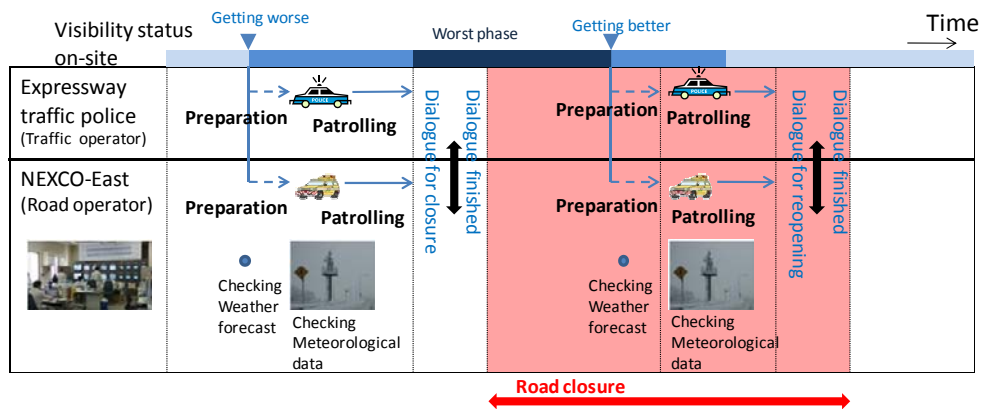 Visibility status
on-site
Getting worse
Worst phase
Getting better
Time
Expressway
traffic police
(Traffic operator)
POLICE
Preparation
Patrolling
Dialogue for closure
Dialogue finished
POLICE
Preparation
Patrolling
Dialogue for reopening
Dialogue finished
NEXCO-East
(Road operator)
Preparation
Patrolling
Preparation
Patrolling
Checking
Weather
forecast
Checking
Meteorological
data
Checking
Weather
forecast
Checking
Meteorological
data
Road closure